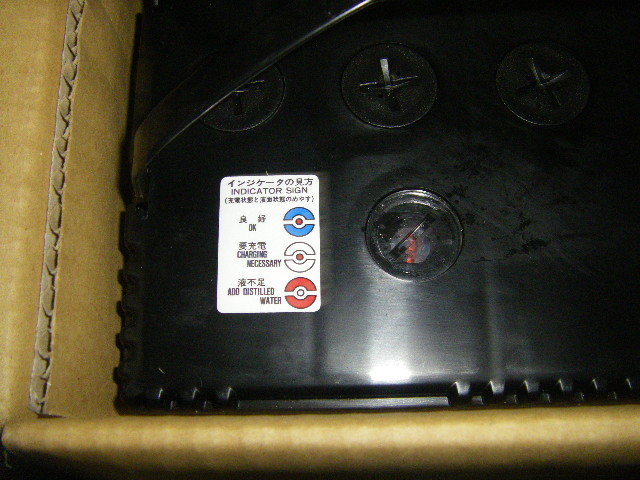 インジケータの見方
INDICATOR SIGN
(充電状態と液面状態のめやす)
良好
OK
要充電
CHARGING
NECESSARY
液不足
ADD DISTILLED
WATER